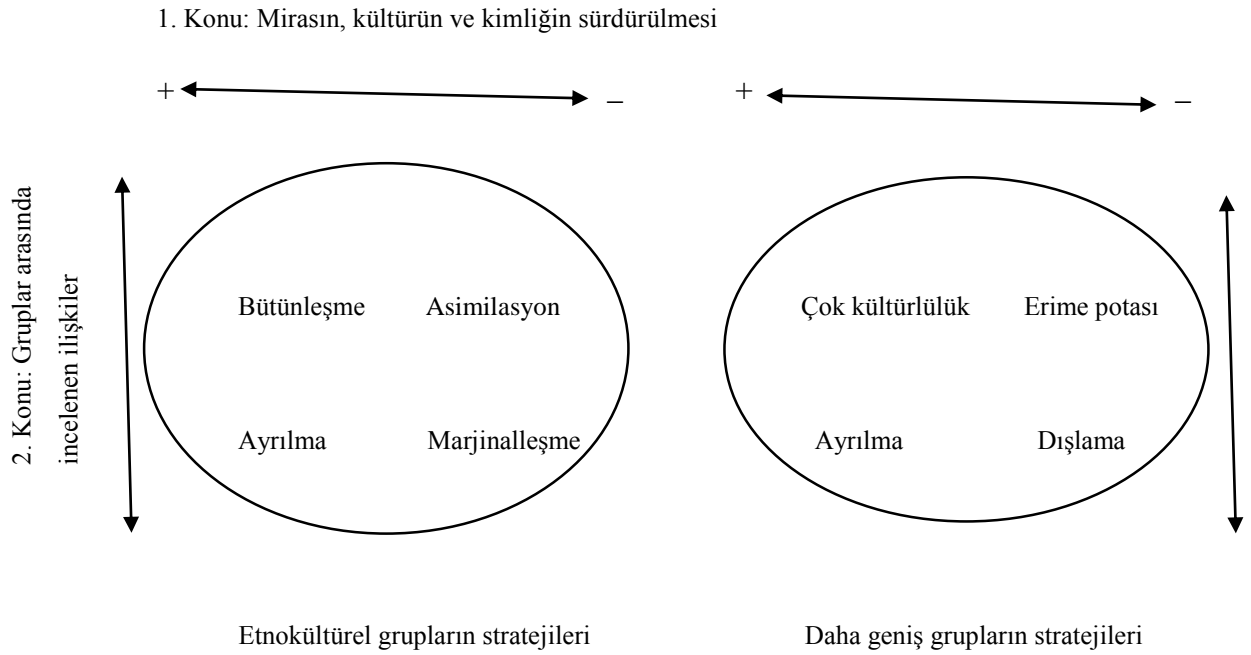 1. Konu: Mirasın, kültürün ve kimliğin sürdürülmesi
+ – + –
2. Konu: Gruplar arasında
incelenen ilişkiler
Bütünleşme Asimilasyon
Ayrılma Marjinalleşme
Çok kültürlülük Erime potası
Ayrılma Dışlama
Etnokültürel grupların stratejileri
Daha geniş grupların stratejileri